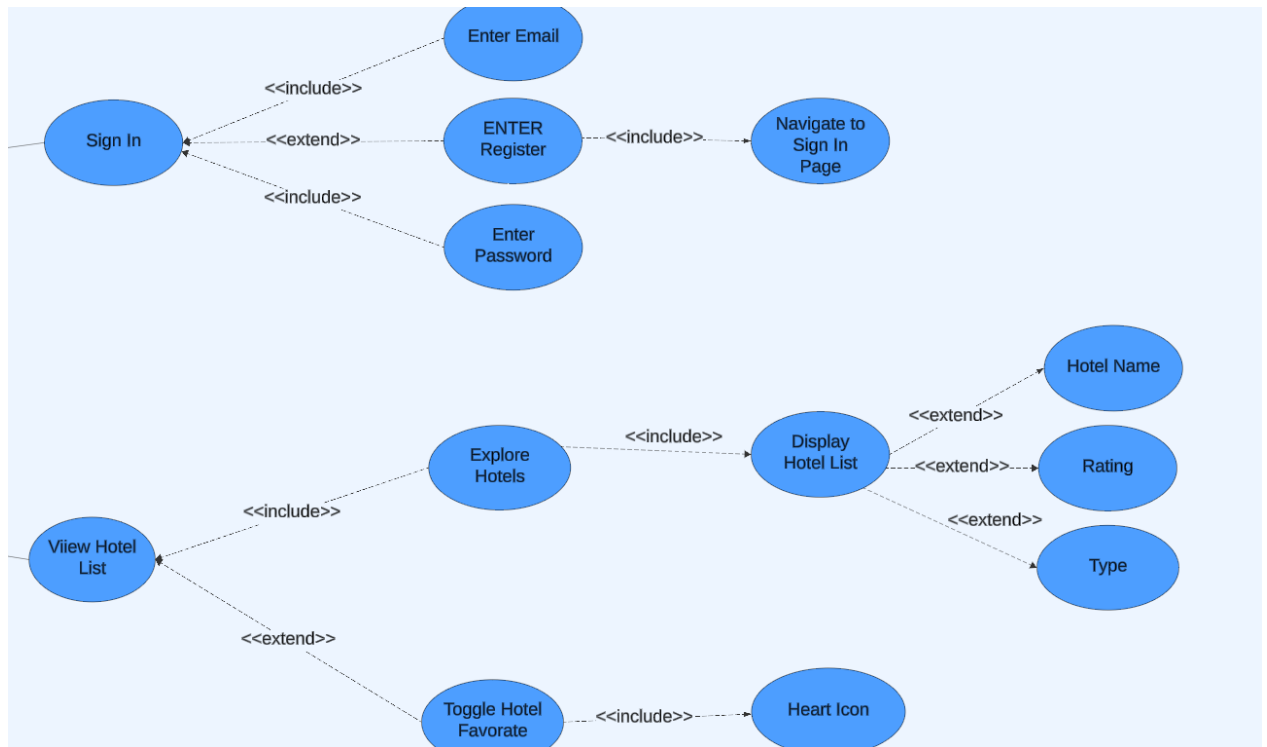 Enter Email
<<include>>
Sign In
<<extend>>
ENTER
Register
<<include>>
Navigate to
Sign In
Page
<<include>>
Enter
Password
Hotel Name
<<extend>>
Explore
Hotels
<<include>>
Display
Hotel List
<<extend>>
Rating
<<include>>
<<extend>>
Viiew Hotel
List
Type
<<extend>>
Toggle Hotel
Favorate
<<include>>
Heart Icon